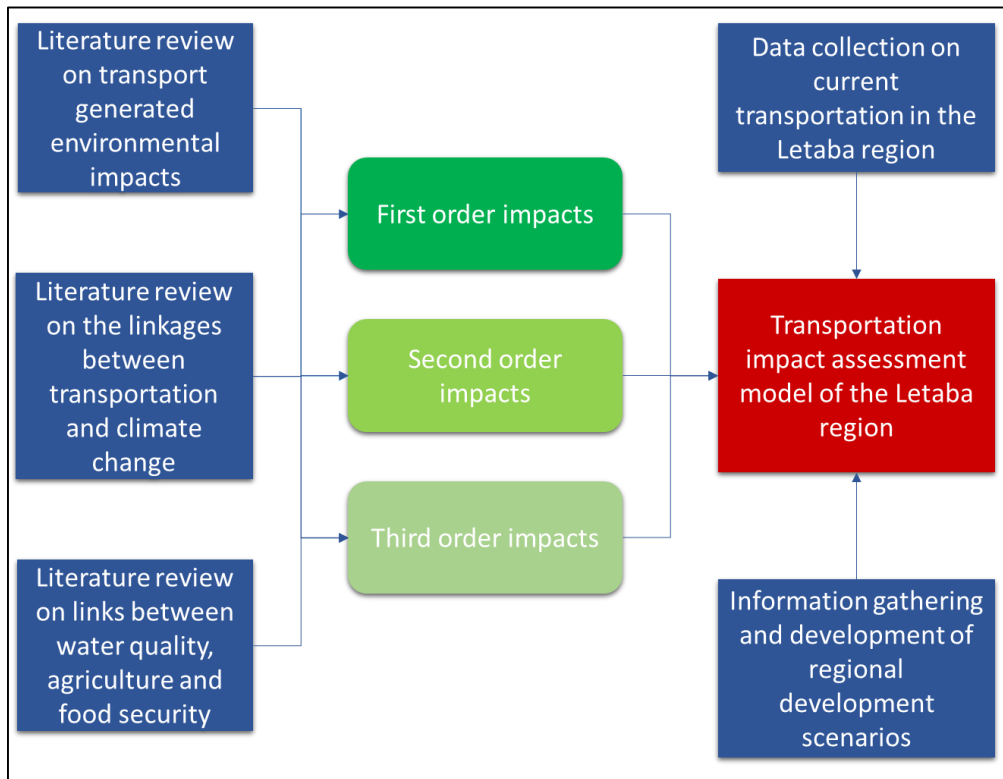 Literature review
on transport
generated
environmental
impacts
Literature review
on the linkages
between
transportation
and climate
change
Literature review
on links between
water quality,
agriculture and
food security
First order impacts
Second order
impacts
Third order impacts
Data collection on
current
transportation in the
Letaba region
Transportation
impact assessment
model of the Letaba
region
Information gathering
and development of
regional
development
scenarios